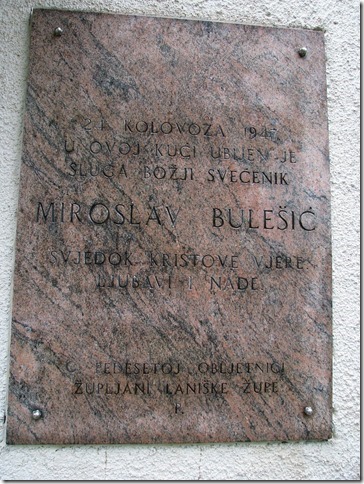 24. KOLOVOZA 1947.
U OVOJ KUĆI UBIJEN JE
SLUGA BOŽJI SVEĆENIK
MIROSLAV BULEŠIĆ
SVJEDOK KRISTOVE VJERE
LJUBAVI I NADE.
O PEDESETOJ OBLJETNICI
ŽUPLJANI LANIŠKE ŽUPE